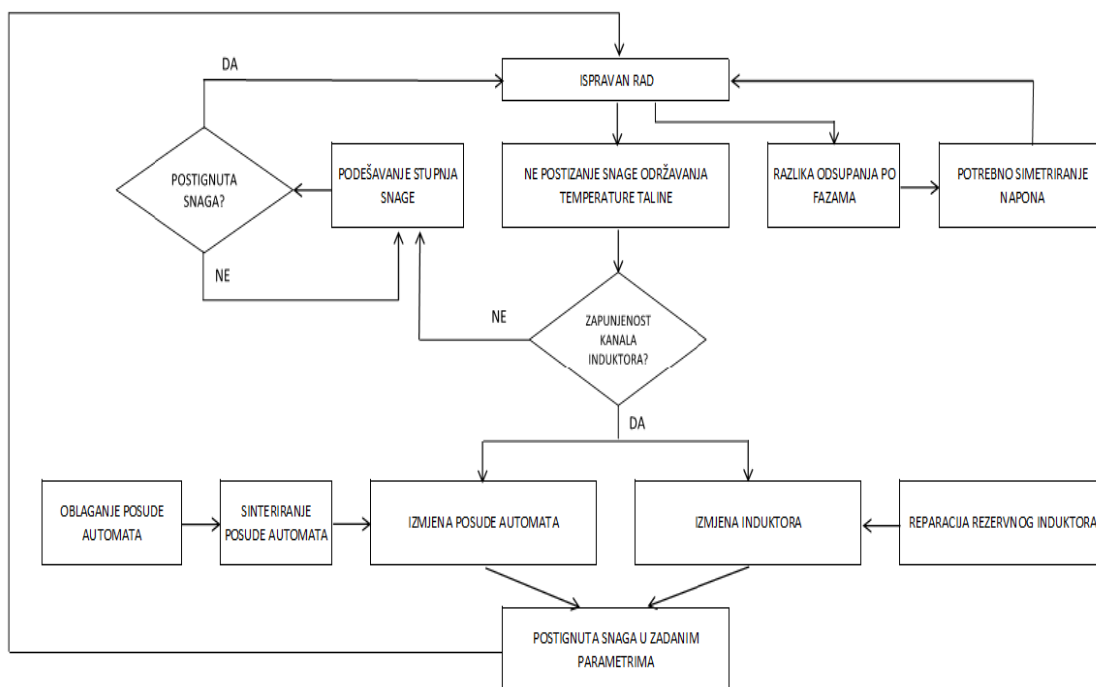 DA
ISPRAVAN RAD
POSTIGNUTA
SNAGA?
PODEŠAVANJE STUPNJA
SNAGE
NE POSTIZANJE SNAGE ODRŽAVANJA
TEMPERATURE TALINE
RAZLIKA ODSUPANJA PO
FAZAMA
POTREBNO SIMETRIRANJE
NAPONA
NE
NE
ZAPUNJENOST
KANALA
INDUKTORA?
DA
OBLAGANJE POSUDE
AUTOMATA
SINTERIRANJE
POSUDE AUTOMATA
IZMJENA POSUDE AUTOMATA
IZMJENA INDUKTORA
REPARACIJA REZERVNOG INDUKTORA
POSTIGNUTA SNAGA U ZADANIM
PARAMETRIMA